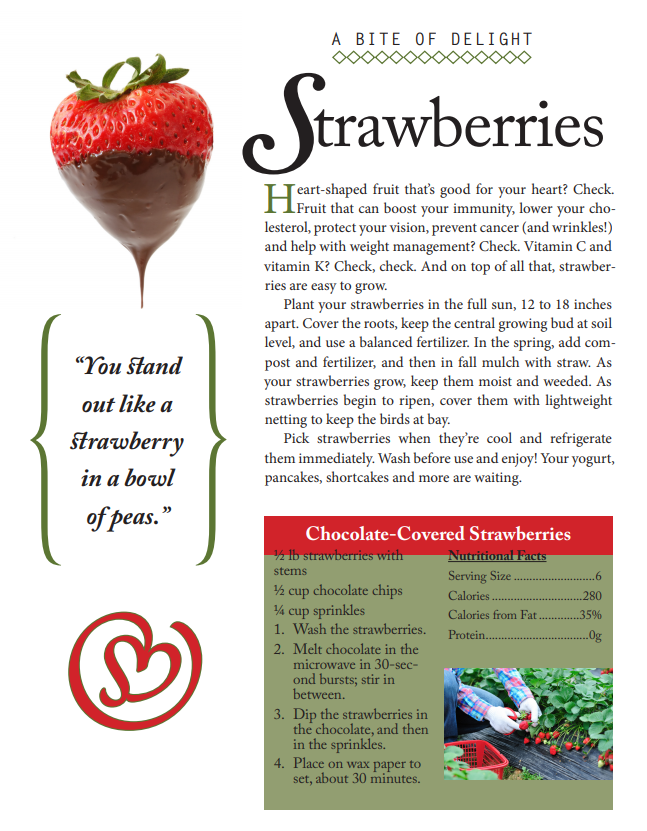 A BITE OF DELIGHT
Strawberries
Heart-shaped fruit that's good for your heart? Check.
Fruit that can boost your immunity, lower your cho-
lesterol, protect your vision, prevent cancer (and wrinkles!)
and help with weight management? Check. Vitamin C and
vitamin K? Check, check. And on top of all that, strawber-
ries are easy to grow.
Plant your strawberries in the full sun, 12 to 18 inches
apart. Cover the roots, keep the central growing bud at soil
level, and use a balanced fertilizer. In the spring, add com-
post and fertilizer, and then in fall mulch with straw. As
your strawberries grow, keep them moist and weeded. As
strawberries begin to ripen, cover them with lightweight
netting to keep the birds at bay.
Pick strawberries when they're cool and refrigerate
them immediately. Wash before use and enjoy! Your yogurt,
pancakes, shortcakes and more are waiting.
“You stand
out like a
strawberry
in a bowl
of peas.”
Chocolate-Covered Strawberries
½ lb strawberries with
stems
½ cup chocolate chips
¼ cup sprinkles
1. Wash the strawberries.
2. Melt chocolate in the
microwave in 30-sec-
ond bursts; stir in
between.
3. Dip the strawberries in
the chocolate, and then
in the sprinkles.
4. Place on wax paper to
set, about 30 minutes.
Nutritional Facts
Serving Size ..........................6
Calories .............................280
Calories from Fat .............35%
Protein.................................0g